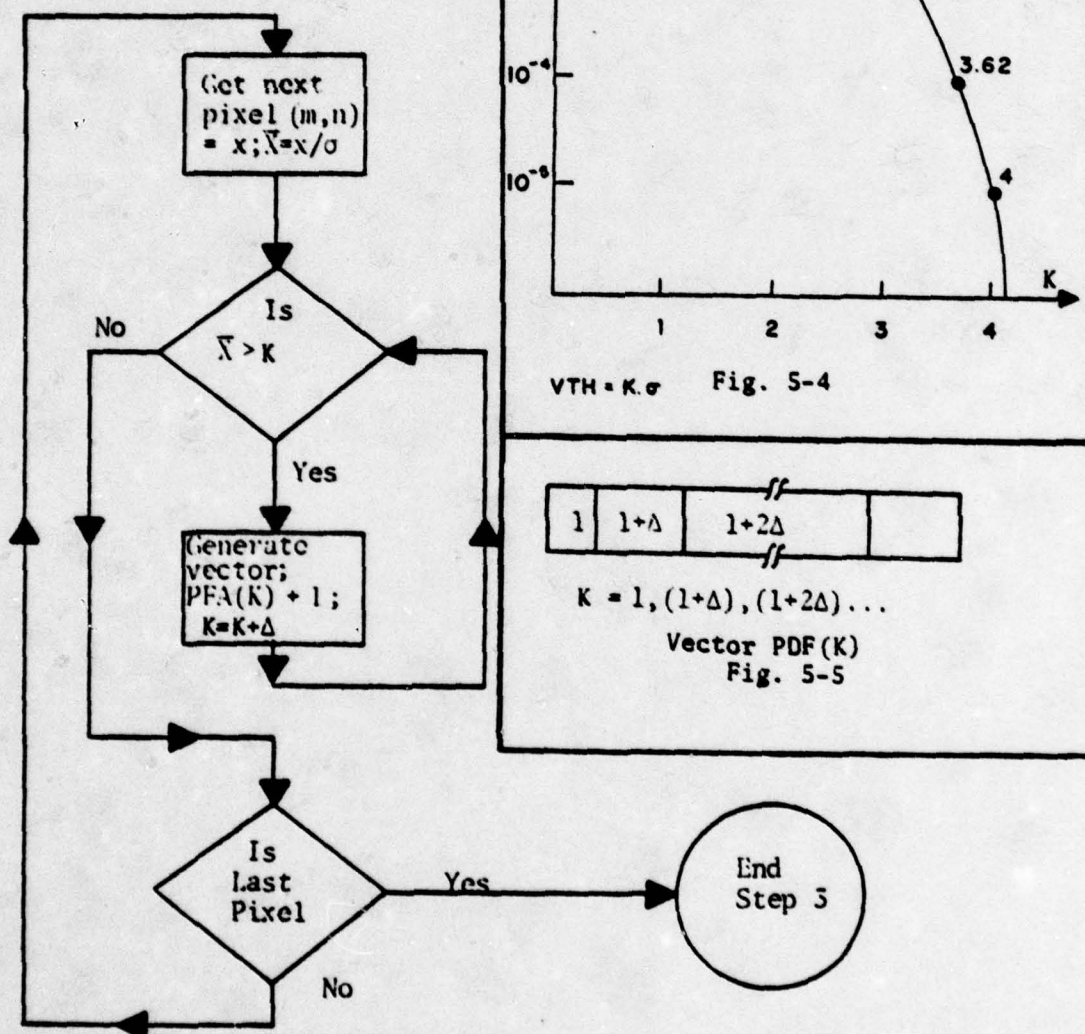 Get next
pixel (m,n)
= x; X̄=x/σ
Is
X̄ > K
No
Yes
Generate
vector;
PFA(K) + 1;
K=K+Δ
Is
Last
Pixel
Yes
No
End
Step 3
10⁻⁴
10⁻⁵
3.62
4
K
1
2
3
4
VTH = K.σ Fig. 5-4
1 1+Δ 1+2Δ
K = 1,(1+Δ),(1+2Δ)...
Vector PDF(K)
Fig. 5-5